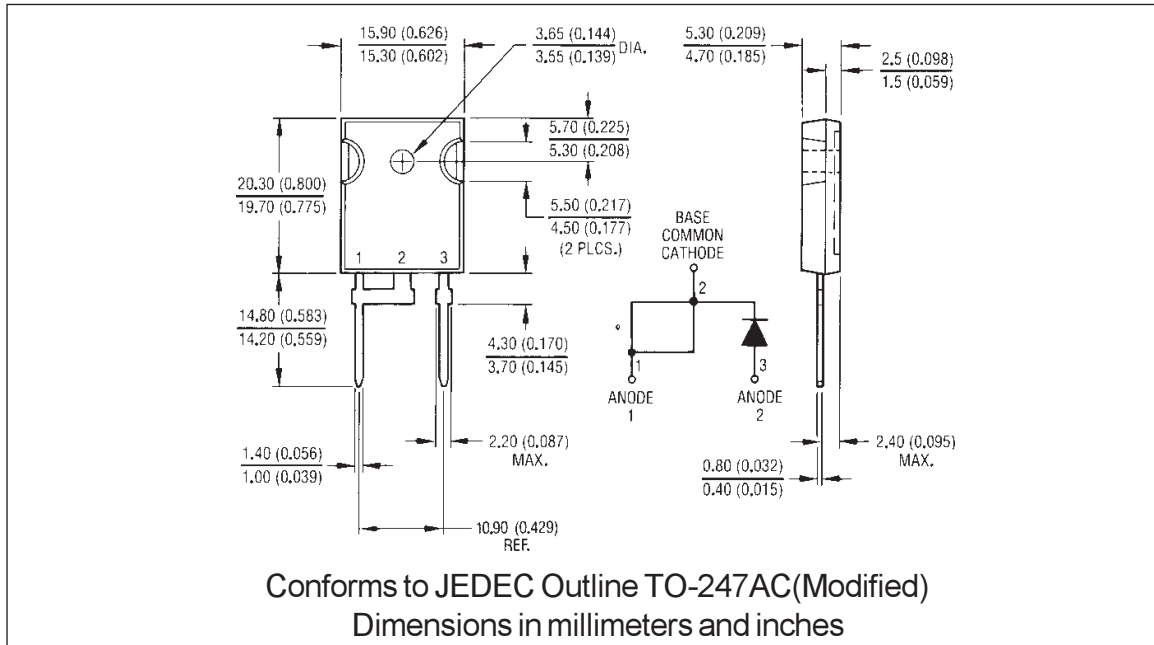 15.90 (0.626)
15.30 (0.602)
3.65 (0.144)
3.55 (0.139)
DIA.
5.30 (0.209)
4.70 (0.185)
2.5 (0.098)
1.5 (0.059)
5.70 (0.225)
5.30 (0.208)
20.30 (0.800)
19.70 (0.775)
5.50 (0.217)
4.50 (0.177)
(2 PLCS.)
1 2 3
BASE
COMMON
CATHODE
2
14.80 (0.583)
14.20 (0.559)
4.30 (0.170)
3.70 (0.145)
1
3
ANODE
1
ANODE
2
1.40 (0.056)
1.00 (0.039)
2.20 (0.087)
MAX.
2.40 (0.095)
MAX.
0.80 (0.032)
0.40 (0.015)
10.90 (0.429)
REF.
Conforms to JEDEC Outline TO-247AC(Modified)
Dimensions in millimeters and inches